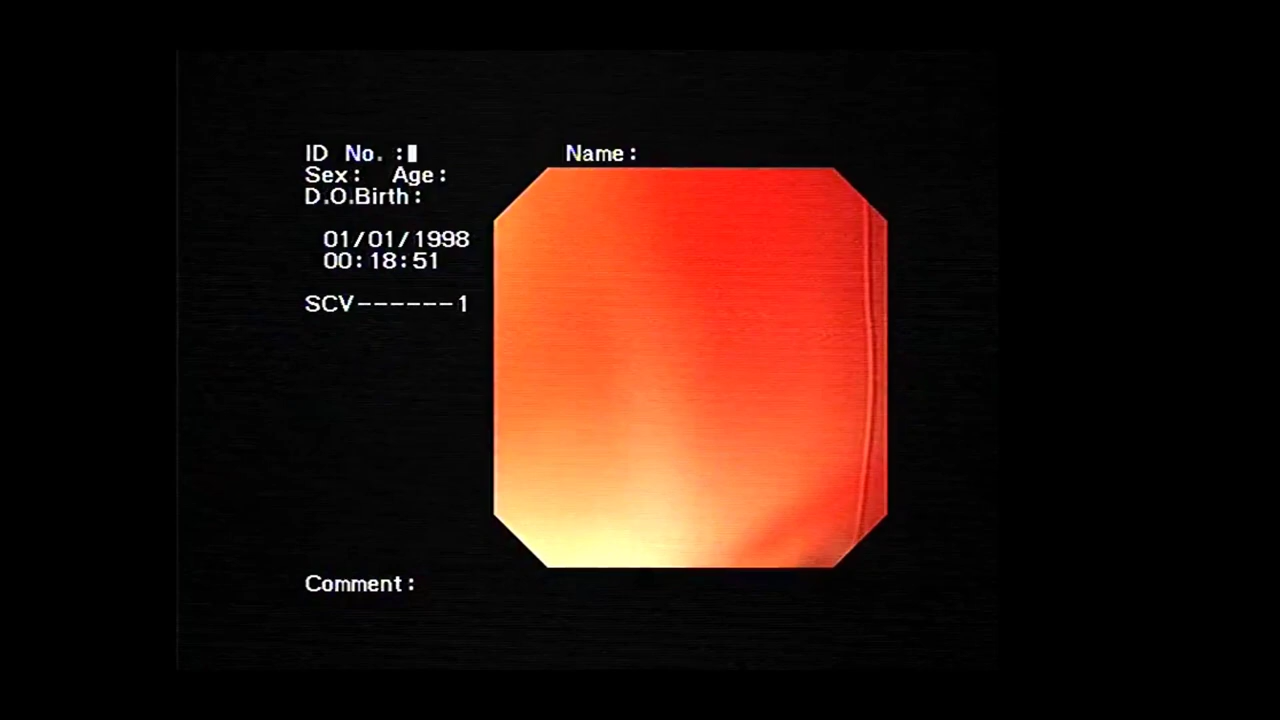 ID No. : Name:
Sex: Age:
D.O.Birth:
01/01/1998
00:18:51
SCV------1
Comment: